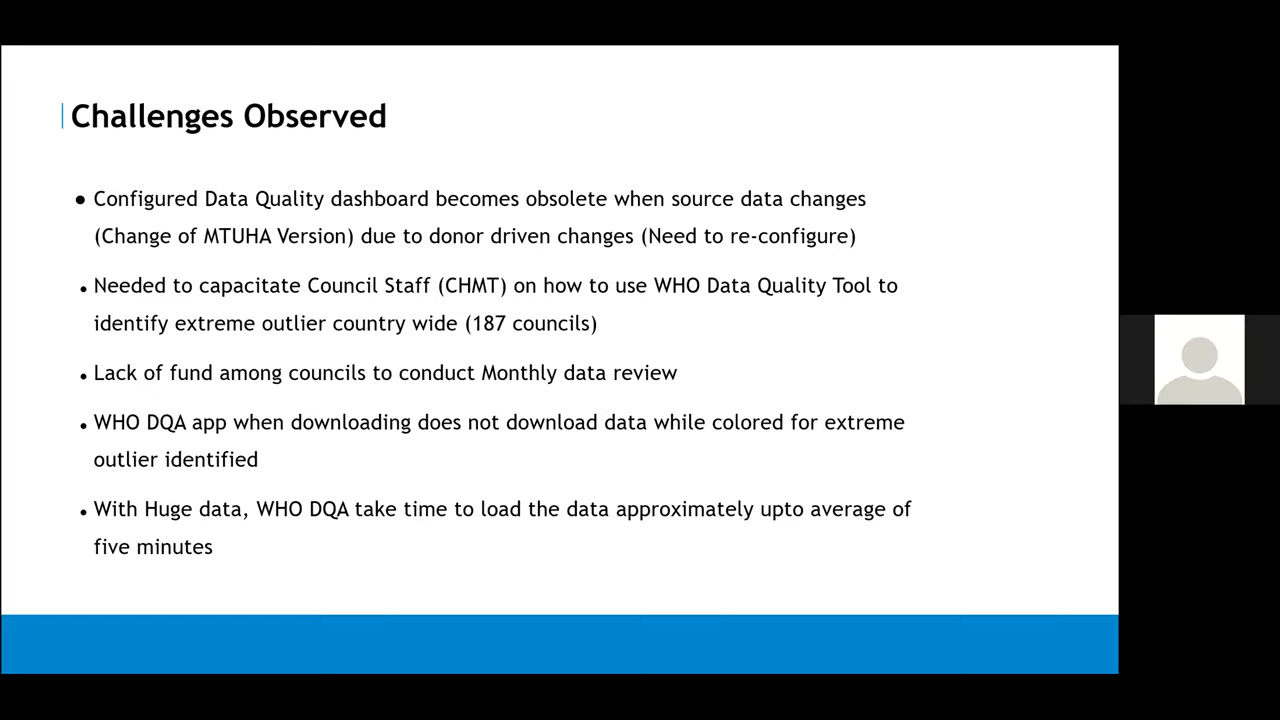 Challenges Observed
• Configured Data Quality dashboard becomes obsolete when source data changes
(Change of MTUHA Version) due to donor driven changes (Need to re-configure)
• Needed to capacitate Council Staff (CHMT) on how to use WHO Data Quality Tool to
identify extreme outlier country wide (187 councils)
• Lack of fund among councils to conduct Monthly data review
• WHO DQA app when downloading does not download data while colored for extreme
outlier identified
• With Huge data, WHO DQA take time to load the data approximately upto average of
five minutes